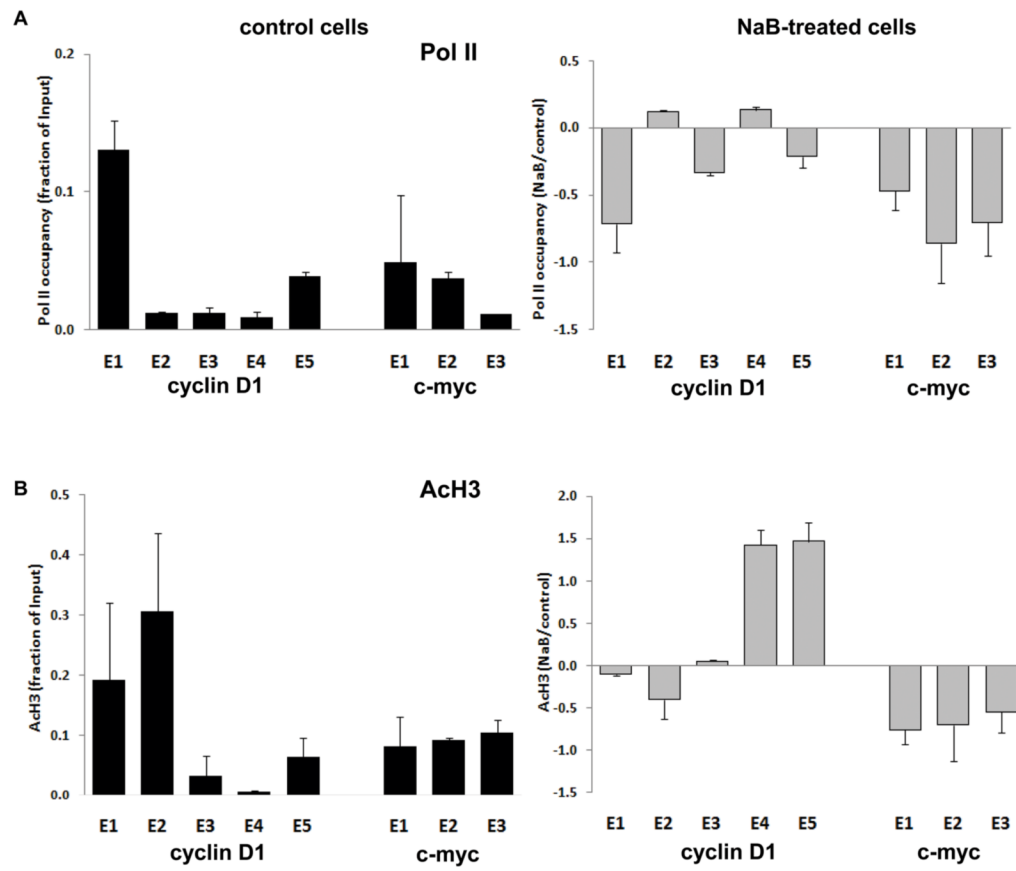 A
control cells
NaB-treated cells
Pol II
Pol II occupancy (fraction of Input)
0.2
0.1
0.0
E1 E2 E3 E4 E5 E1 E2 E3
cyclin D1 c-myc
Pol II occupancy (NaB/control)
0.5
0.0
-0.5
-1.0
-1.5
E1 E2 E3 E4 E5 E1 E2 E3
cyclin D1 c-myc
B
AcH3
AcH3 (fraction of Input)
0.5
0.4
0.3
0.2
0.1
0.0
E1 E2 E3 E4 E5 E1 E2 E3
cyclin D1 c-myc
AcH3 (NaB/control)
2.0
1.5
1.0
0.5
0.0
-0.5
-1.0
-1.5
E1 E2 E3 E4 E5 E1 E2 E3
cyclin D1 c-myc